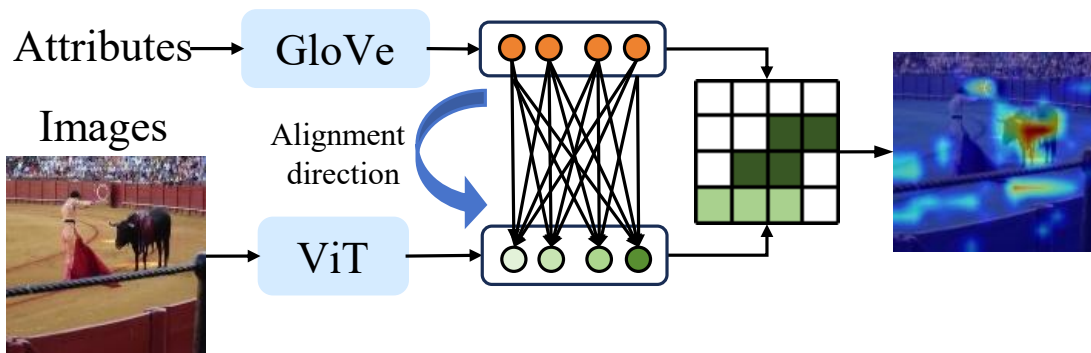 Attributes
GloVe
Images
Alignment
direction
ViT